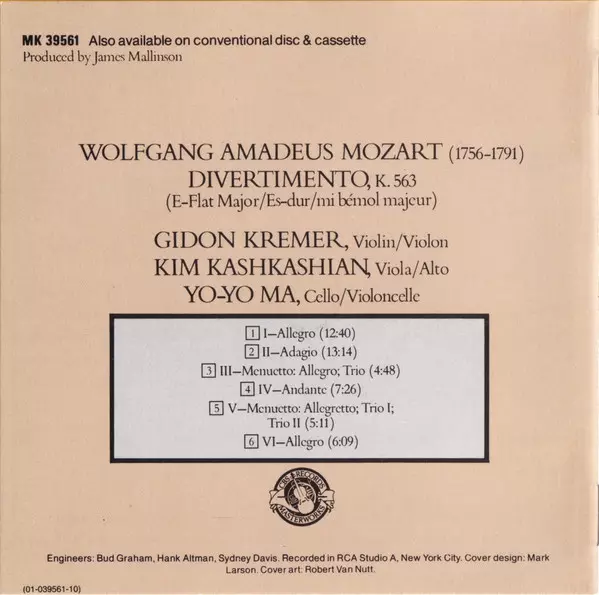 MK 39561 Also available on conventional disc & cassette
Produced by James Mallinson
WOLFGANG AMADEUS MOZART (1756-1791)
DIVERTIMENTO, K. 563
(E-Flat Major/Es-dur/mi bémol majeur)
GIDON KREMER, Violin/Violon
KIM KASHKASHIAN, Viola/Alto
YO-YO MA, Cello/Violoncelle
1 I—Allegro (12:40)
2 II—Adagio (13:14)
3 III—Menuetto: Allegro; Trio (4:48)
4 IV—Andante (7:26)
5 V—Menuetto: Allegretto; Trio I;
Trio II (5:11)
6 VI—Allegro (6:09)
CBS RECORDS
MASTERWORKS
Engineers: Bud Graham, Hank Altman, Sydney Davis. Recorded in RCA Studio A, New York City. Cover design: Mark
Larson. Cover art: Robert Van Nutt.
(01-039561-10)